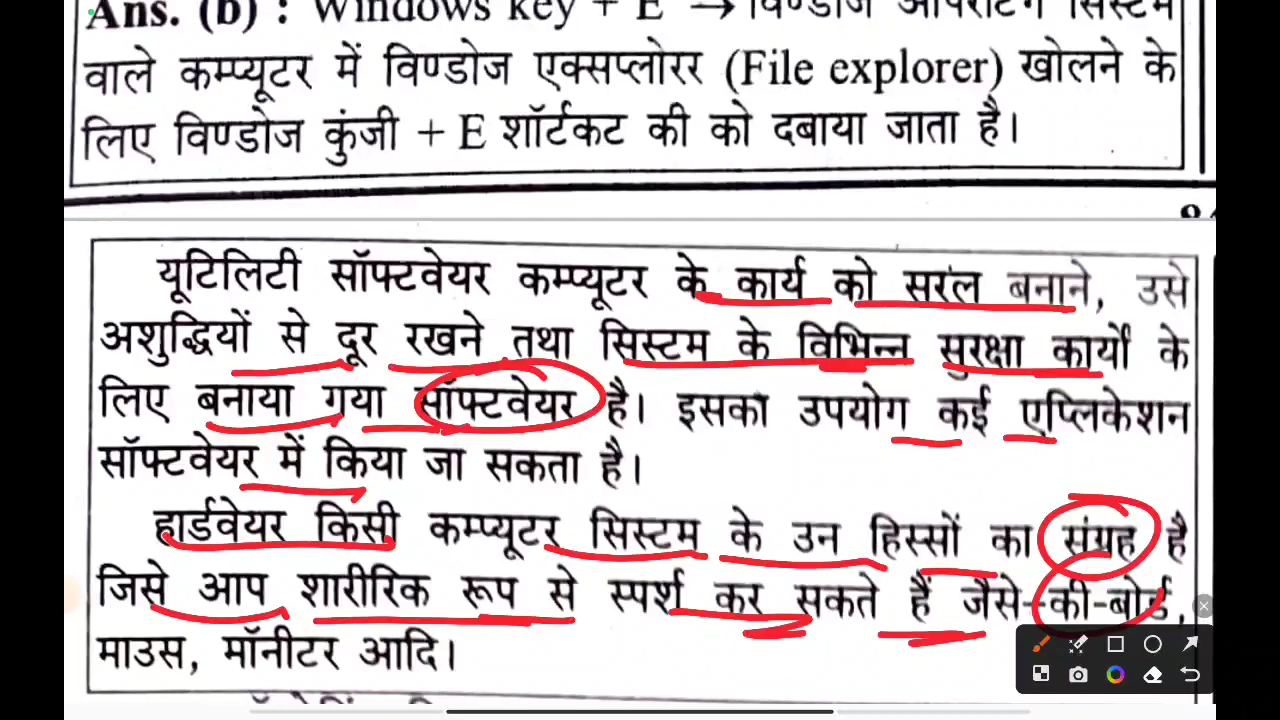 Ans. (b) : Windows key + E → विण्डोज ऑपरेटिंग सिस्टम
वाले कम्प्यूटर में विण्डोज एक्सप्लोरर (File explorer) खोलने के
लिए विण्डोज कुंजी + E शॉर्टकट की को दबाया जाता है।
यूटिलिटी सॉफ्टवेयर कम्प्यूटर के कार्य को सरल बनाने, उसे
अशुद्धियों से दूर रखने तथा सिस्टम के विभिन्न सुरक्षा कार्यों के
लिए बनाया गया सॉफ्टवेयर है। इसका उपयोग कई एप्लिकेशन
सॉफ्टवेयर में किया जा सकता है।
हार्डवेयर किसी कम्प्यूटर सिस्टम के उन हिस्सों का संग्रह है
जिसे आप शारीरिक रूप से स्पर्श कर सकते हैं जैसे–की-बोर्ड,
माउस, मॉनीटर आदि।